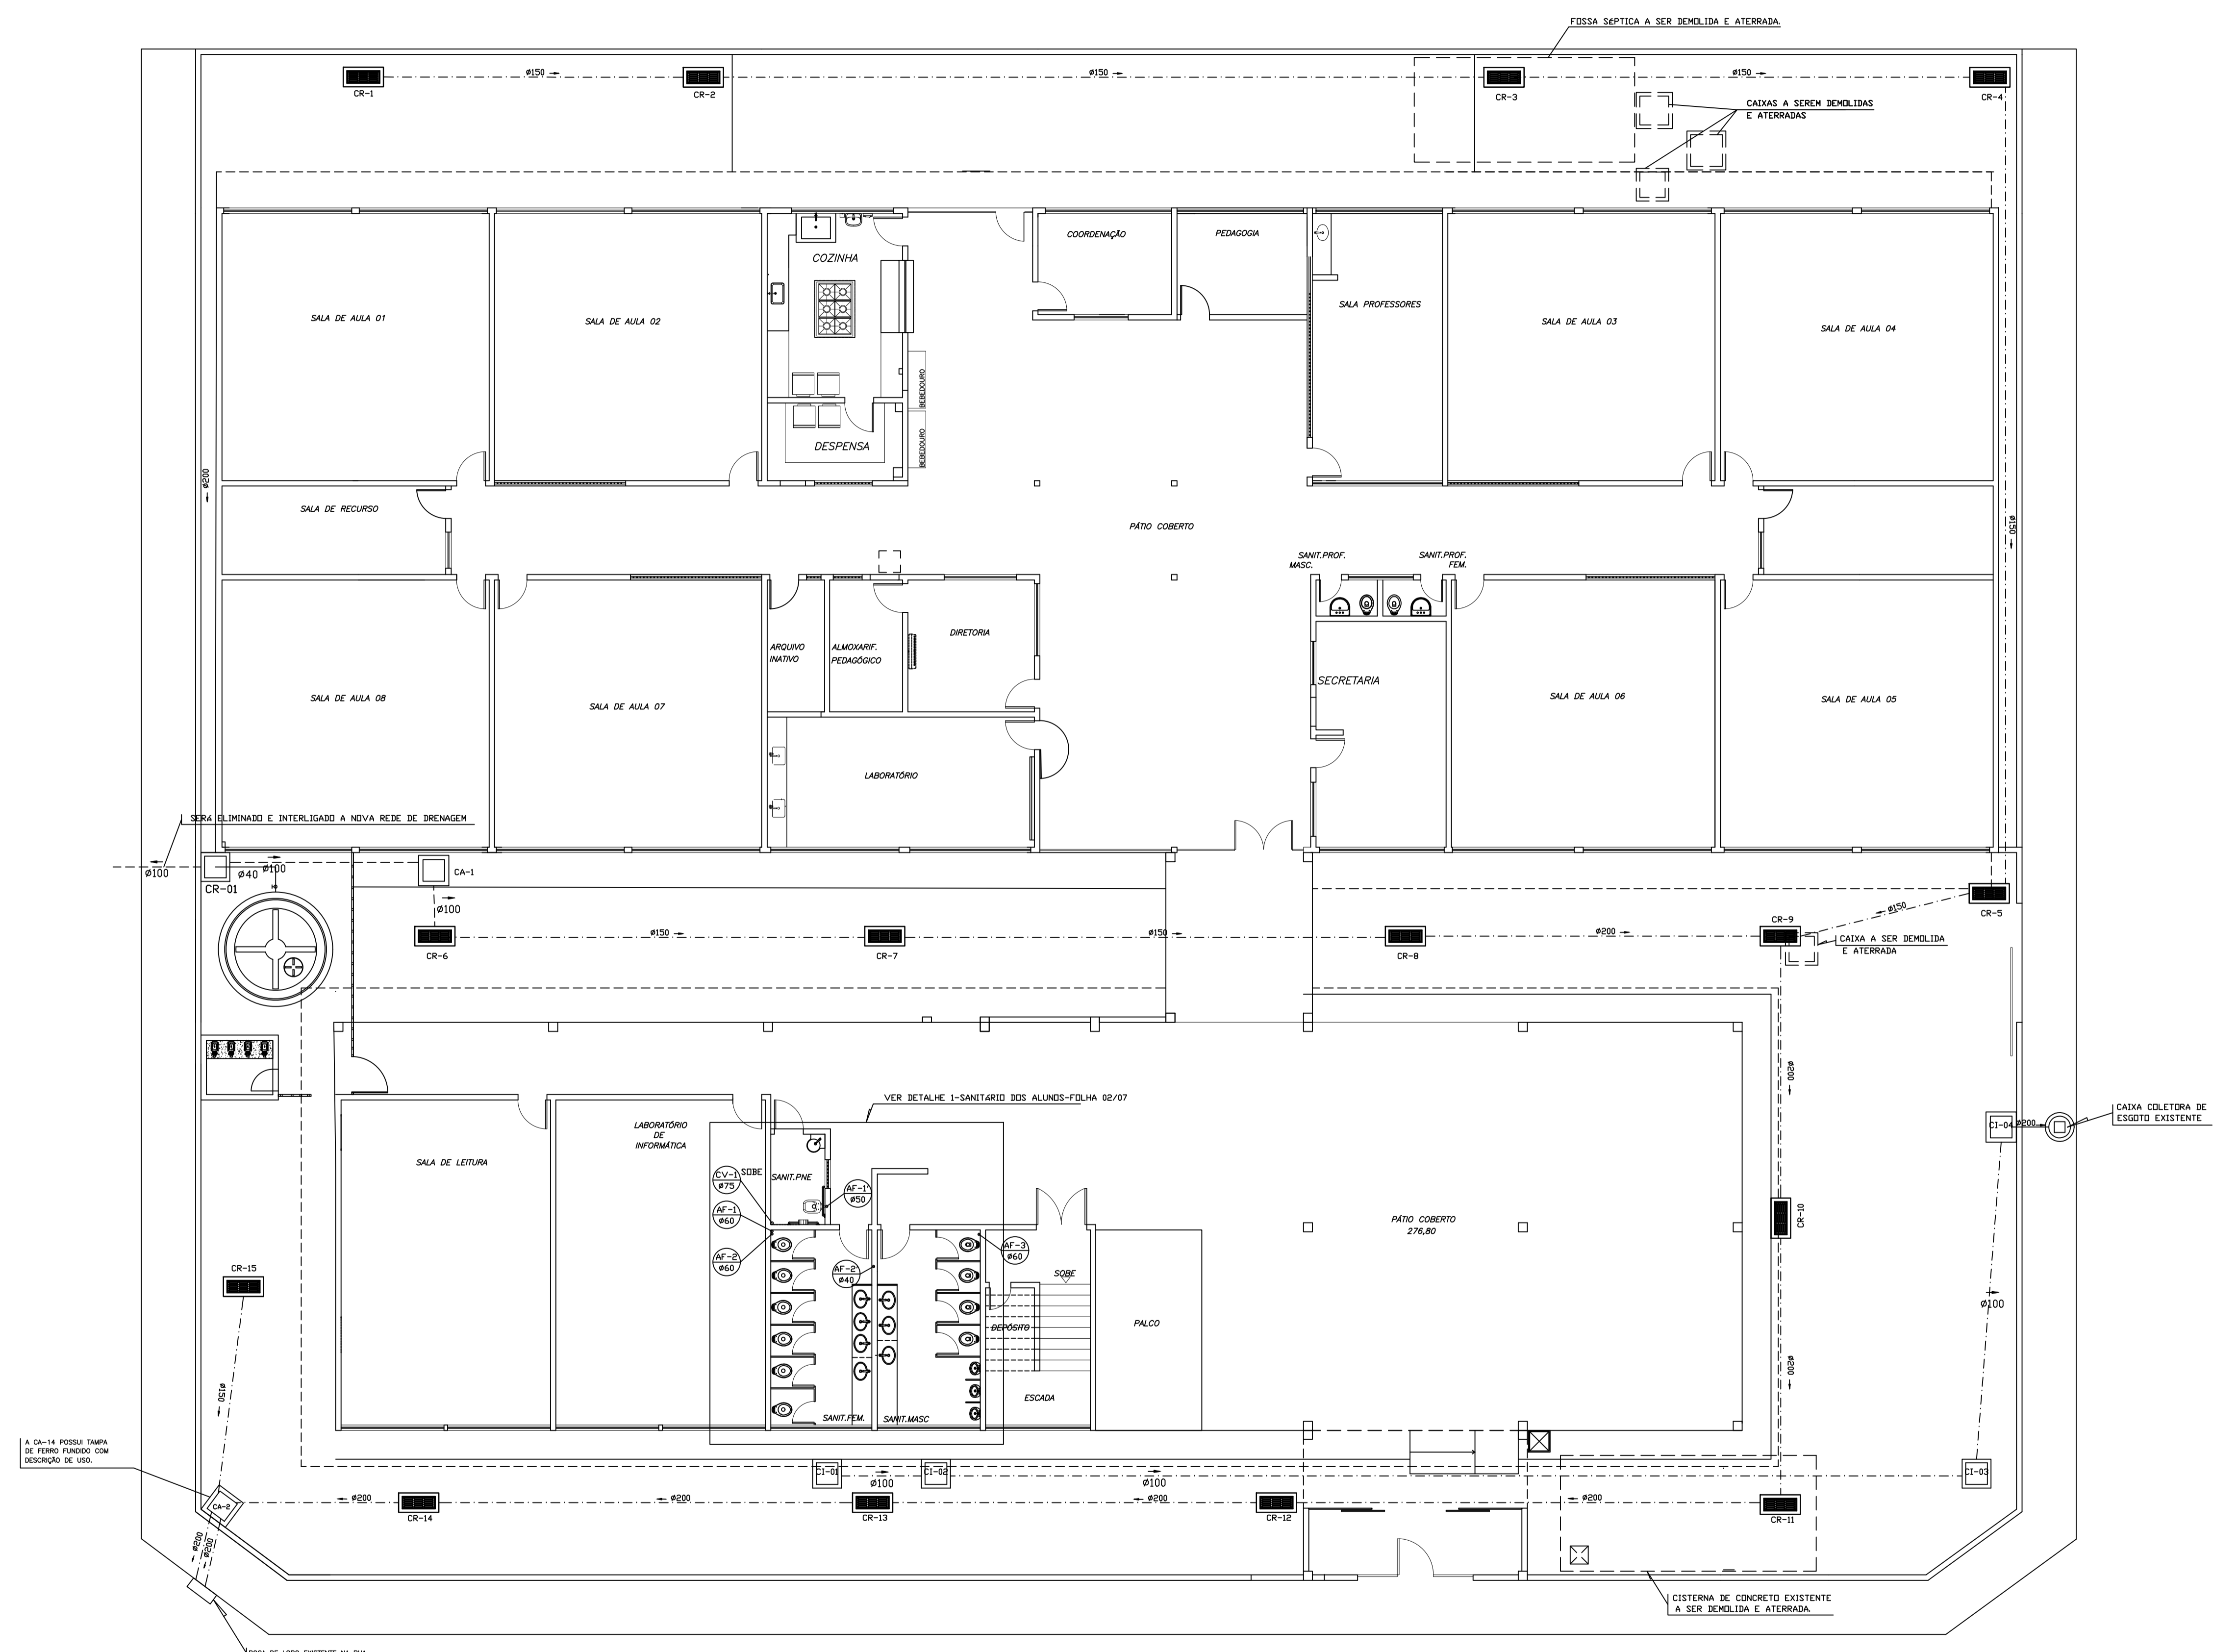 FOSSA SÉPTICA A SER DEMOLIDA E ATERRADA.
Ø150
Ø150
Ø150
CR-1
CR-2
CR-3
CR-4
CAIXAS A SEREM DEMOLIDAS
E ATERRADAS
COZINHA
COORDENAÇÃO
PEDAGOGIA
SALA PROFESSORES
SALA DE AULA 01
SALA DE AULA 02
SALA DE AULA 03
SALA DE AULA 04
BEBEDOURO
BEBEDOURO
DESPENSA
Ø200
SALA DE RECURSO
PÁTIO COBERTO
Ø150
SANIT.PROF.
MASC.
SANIT.PROF.
FEM.
ARQUIVO
INATIVO
ALMOXARIF.
PEDAGÓGICO
DIRETORIA
SECRETARIA
SALA DE AULA 08
SALA DE AULA 07
SALA DE AULA 06
SALA DE AULA 05
LABORATÓRIO
SERÁ ELIMINADO E INTERLIGADO A NOVA REDE DE DRENAGEM
Ø100
CR-01
Ø40
Ø100
CA-1
Ø100
CR-6
Ø150
CR-7
Ø150
CR-8
Ø200
CR-9
Ø150
CR-5
CAIXA A SER DEMOLIDA
E ATERRADA
Ø200
VER DETALHE 1-SANITARIO DOS ALUNOS-FOLHA 02/07
CAIXA COLETORA DE
ESGOTO EXISTENTE
CI-04
Ø200
LABORATÓRIO
DE
INFORMÁTICA
SALA DE LEITURA
CV-1
Ø75
SOBE
SANIT.PNE
AF-1'
Ø50
AF-1
Ø60
AF-2
Ø60
AF-2'
Ø40
AF-3
Ø60
PÁTIO COBERTO
276,80
CR-10
CR-15
SOBE
DEPÓSITO
PALCO
Ø100
Ø150
Ø200
ESCADA
SANIT.FEM.
SANIT.MASC
A CA-14 POSSUI TAMPA
DE FERRO FUNDIDO COM
DESCRIÇÃO DE USO.
CI-01
Ø100
CI-02
Ø100
CI-03
CA-2
Ø200
CR-14
Ø200
CR-13
Ø200
CR-12
Ø200
CR-11
Ø200
Ø200
CISTERNA DE CONCRETO EXISTENTE
A SER DEMOLIDA E ATERRADA.